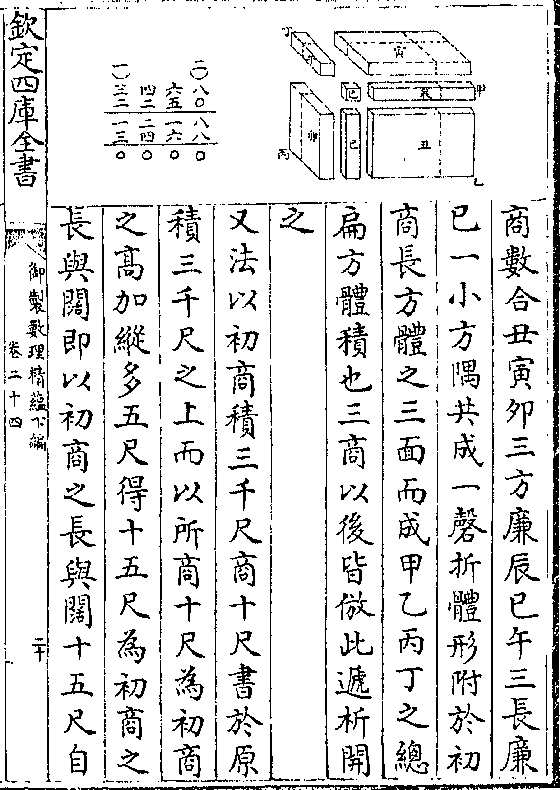 商數合丑寅卯三方廉辰巳午三長廉
已一小方隅共成一磬折體形附於初
商長方體之三面而成甲乙丙丁之總
扁方體積也三商以後皆倣此遞析開
之
又法以初商積三千尺商十尺書於原
積三千尺之上而以所商十尺為初商
之高加縱多五尺得十五尺為初商之
長與闊即以初商之長與闊十五尺自
甲
乙
丙
丁
丑
寅
卯
辰
二八〇八八〇
六五一六〇
四二二四〇
一三二一三〇
欽定四庫全書
御製數理精蘊下編
卷二十四
二十